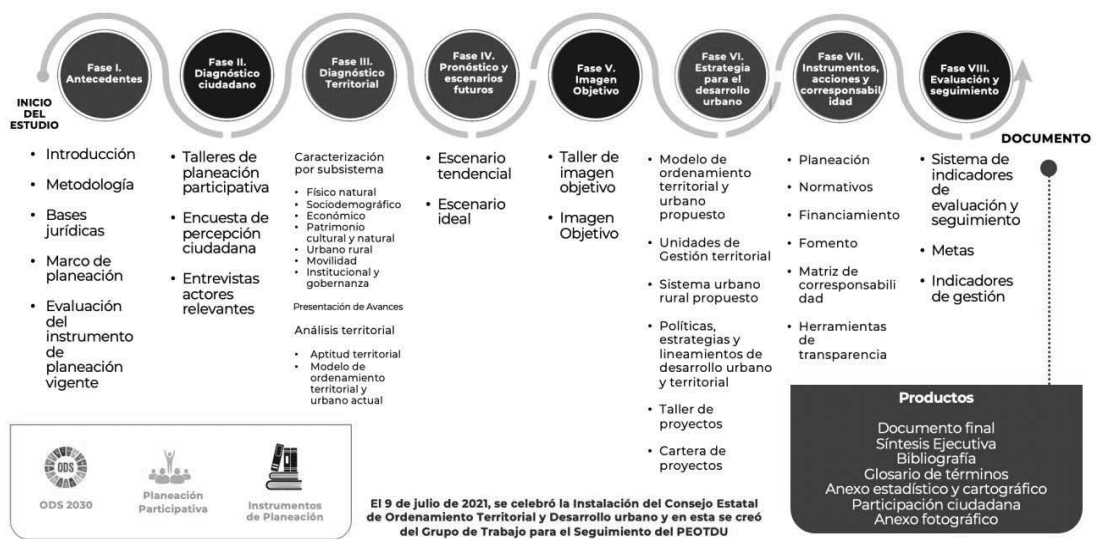 INICIO
DEL
ESTUDIO
Fase I.
Antecedentes
• Introducción
• Metodología
• Bases
jurídicas
• Marco de
planeación
• Evaluación
del
instrumento
de
planeación
vigente
Fase II.
Diagnóstico
ciudadano
• Talleres de
planeación
participativa
• Encuesta de
percepción
ciudadana
• Entrevistas
actores
relevantes
Fase III.
Diagnóstico
Territorial
Caracterización
por subsistema
• Físico natural
• Sociodemográfico
• Económico
• Patrimonio
cultural y natural
• Urbano rural
• Movilidad
• Institucional y
gobernanza
Presentación de Avances
Análisis territorial
• Aptitud territorial
• Modelo de
ordenamiento
territorial y
urbano actual
Fase IV.
Pronóstico y
escenarios
futuros
• Escenario
tendencial
• Escenario
ideal
Fase V.
Imagen
Objetivo
• Taller de
imagen
objetivo
• Imagen
Objetivo
Fase VI.
Estrategia
para el
desarrollo
urbano
• Modelo de
ordenamiento
territorial y
urbano
propuesto
• Unidades de
Gestión territorial
• Sistema urbano
rural propuesto
• Políticas,
estrategias y
lineamientos de
desarrollo urbano
y territorial
• Taller de
proyectos
• Cartera de
proyectos
Fase VII.
Instrumentos,
acciones y
corresponsabil
idad
• Planeación
• Normativos
• Financiamiento
• Fomento
• Matriz de
corresponsabili
dad
• Herramientas
de
transparencia
Fase VIII.
Evaluación y
seguimiento
• Sistema de
indicadores
de
evaluación y
seguimiento
• Metas
• Indicadores
de gestión
DOCUMENTO
Productos
Documento final
Síntesis Ejecutiva
Bibliografía
Glosario de términos
Anexo estadístico y cartográfico
Participación ciudadana
Anexo fotográfico
ODS
ODS 2030
Planeación
Participativa
Instrumentos
de Planeación
El 9 de julio de 2021, se celebró la Instalación del Consejo Estatal
de Ordenamiento Territorial y Desarrollo urbano y en esta se creó
del Grupo de Trabajo para el Seguimiento del PEOTDU